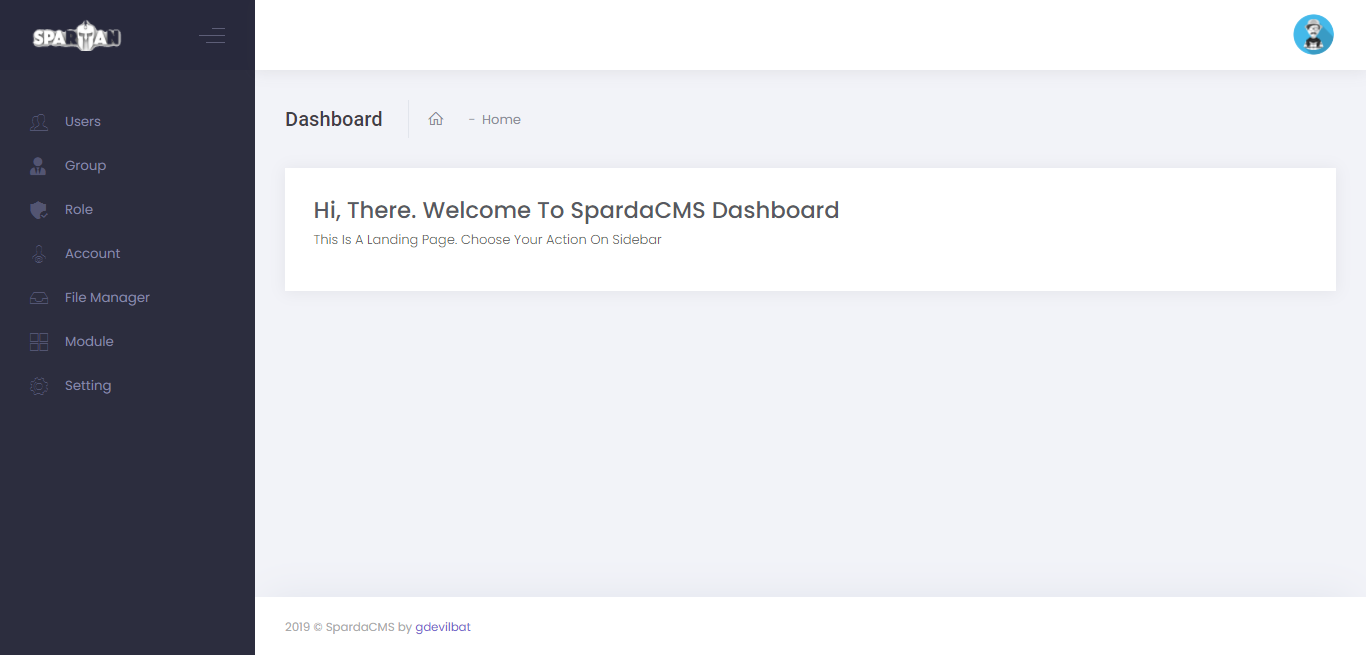 SPARTAN
Users
Group
Role
Account
File Manager
Module
Setting
Dashboard
- Home
Hi, There. Welcome To SpardaCMS Dashboard
This Is A Landing Page. Choose Your Action On Sidebar
2019 © SpardaCMS by gdevilbat